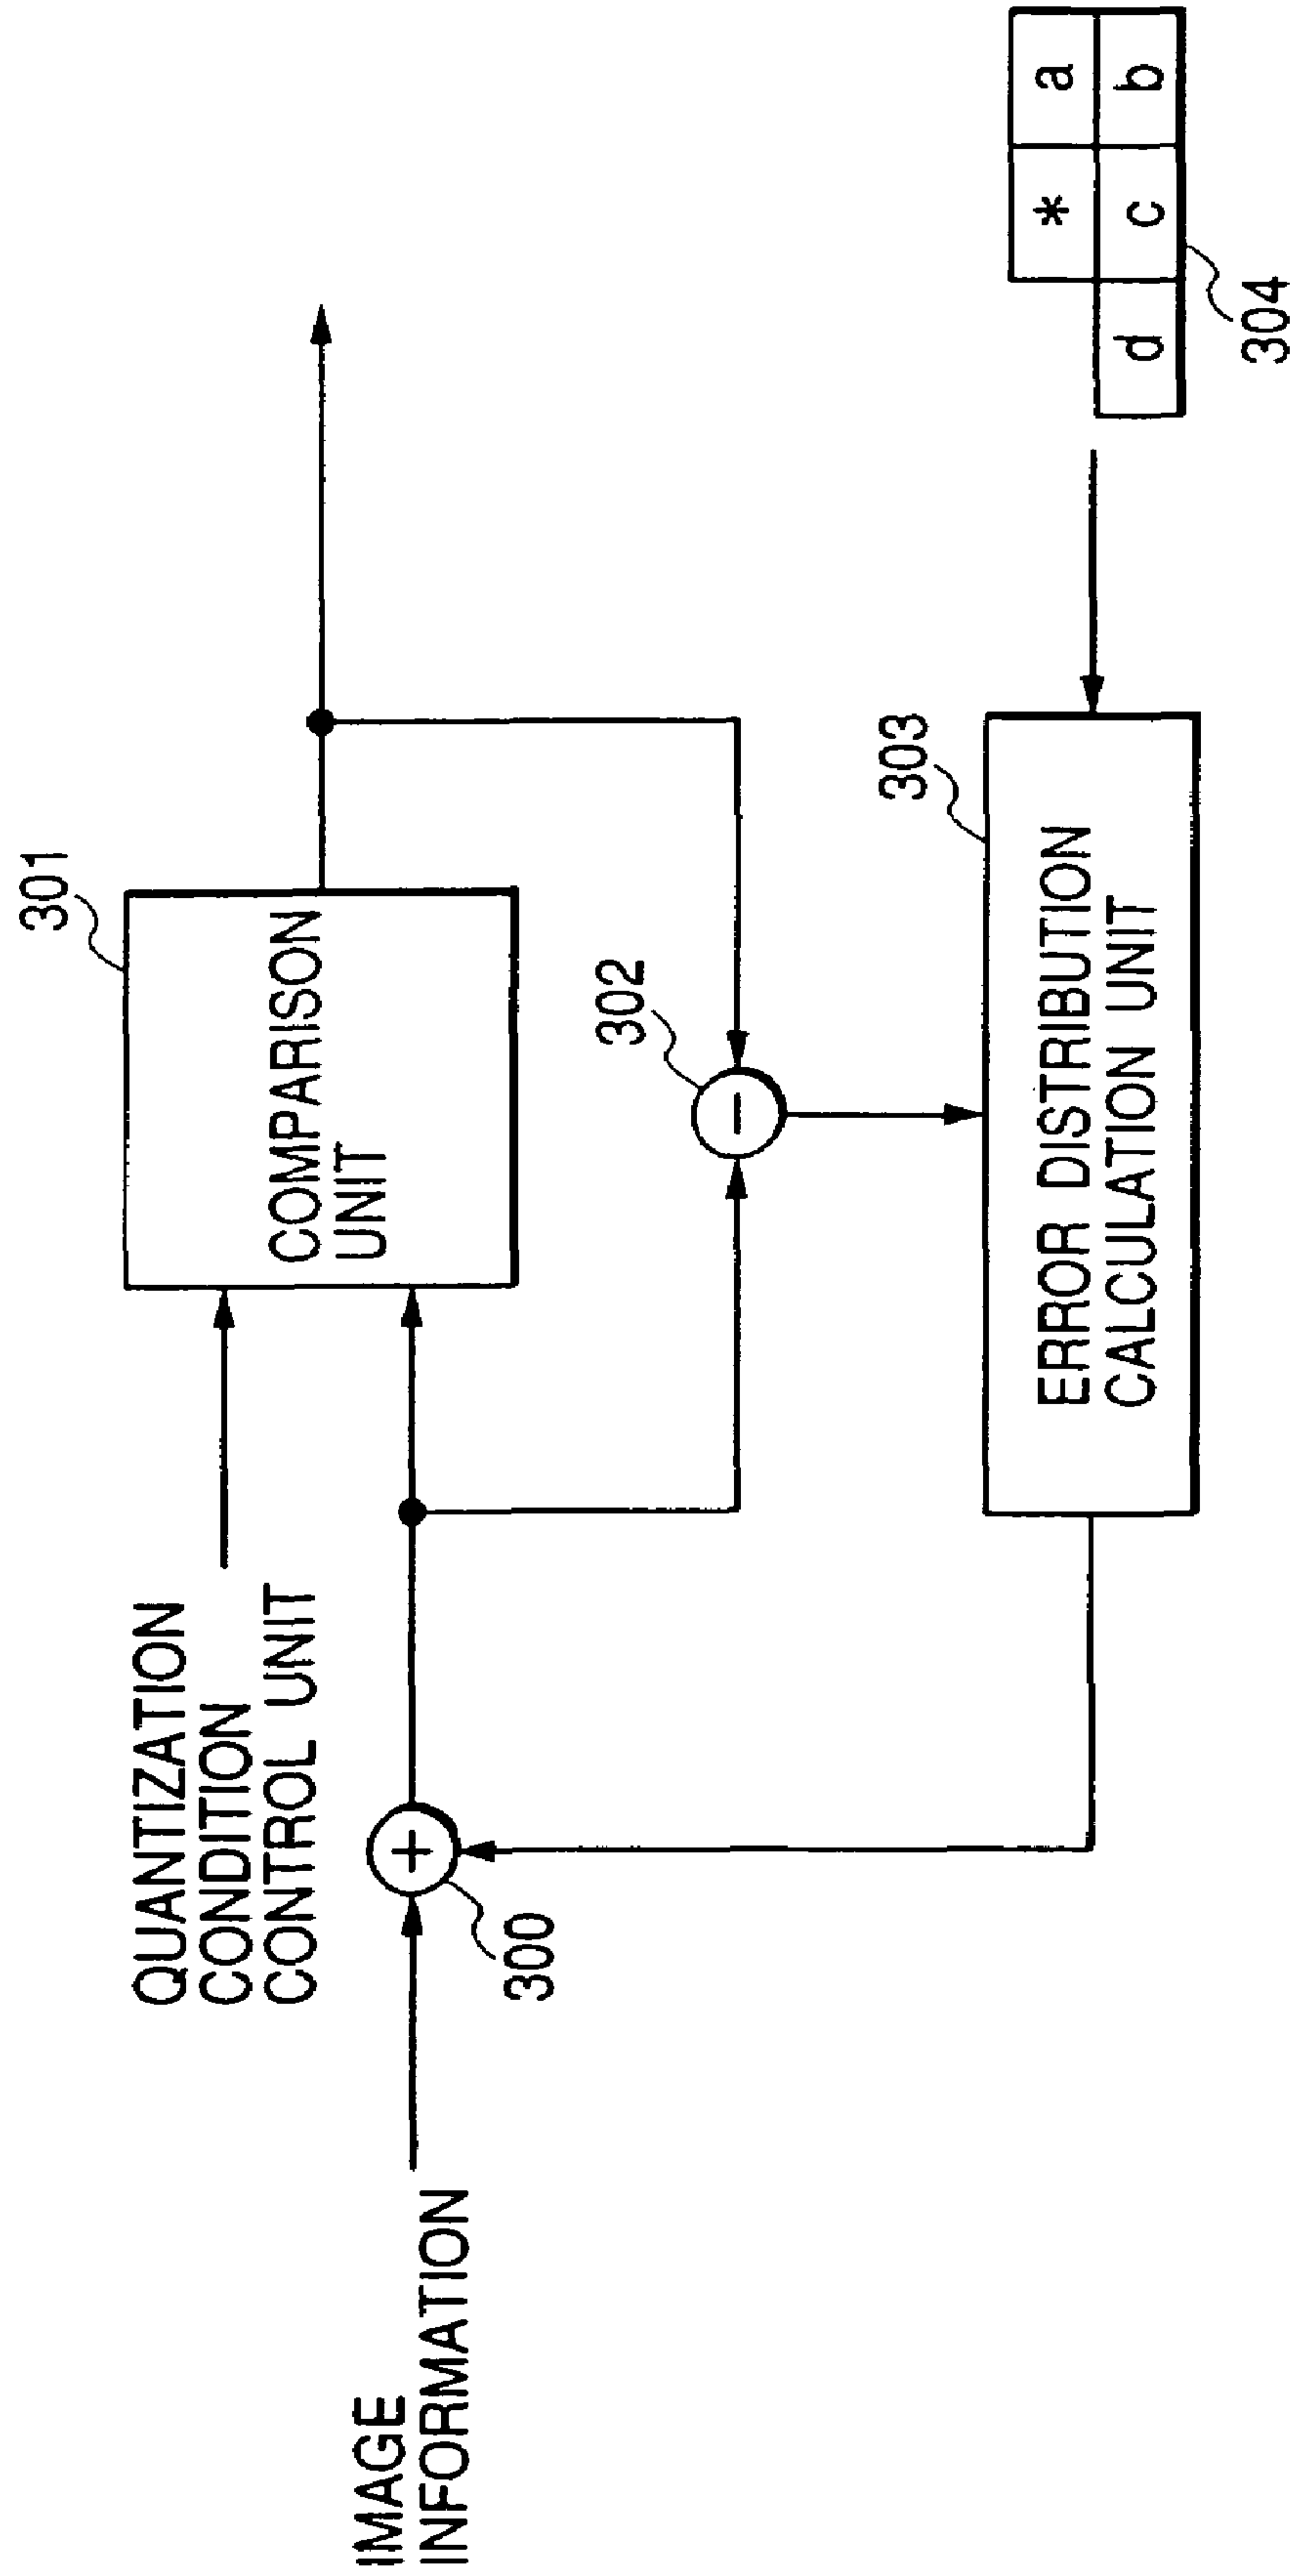 301
QUANTIZATION
CONDITION
CONTROL UNIT
COMPARISON
UNIT
IMAGE
INFORMATION
+
300
302
−
303
ERROR DISTRIBUTION
CALCULATION UNIT
* a
d c b
304